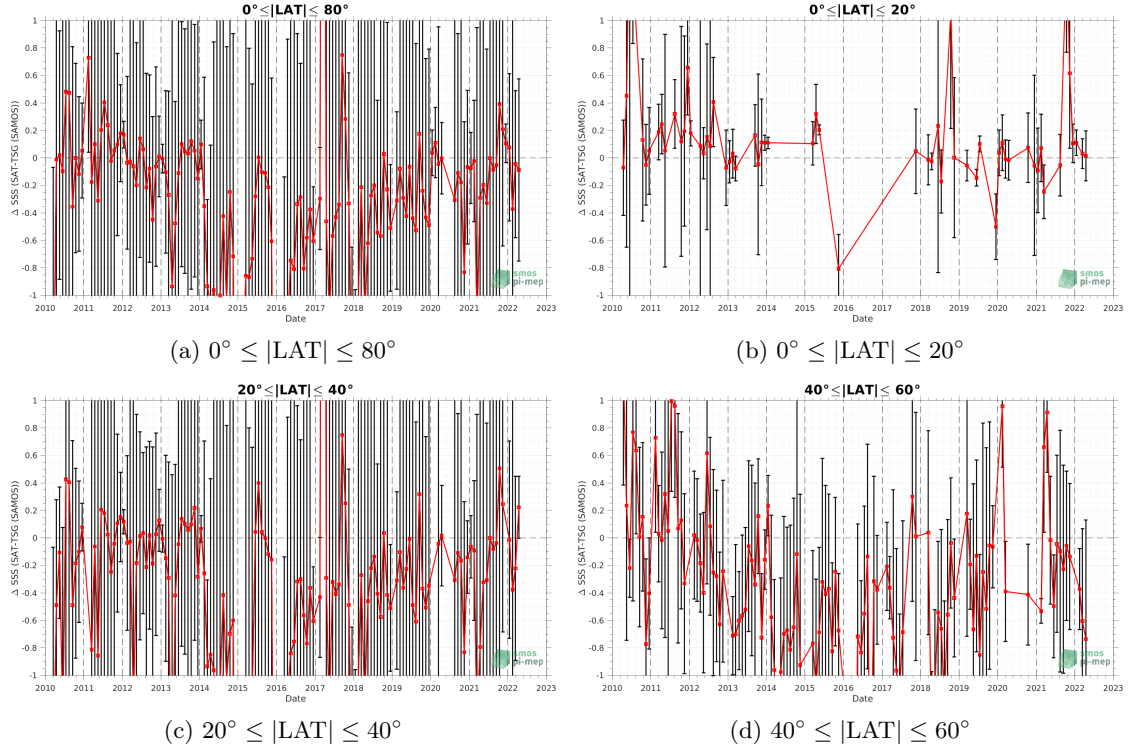 0°≤|LAT|≤ 80°
Δ SSS (SAT-TSG (SAMOS))
1
0.8
0.6
0.4
0.2
0
-0.2
-0.4
-0.6
-0.8
-1
smos
pi-mep
2010 2011 2012 2013 2014 2015 2016 2017 2018 2019 2020 2021 2022 2023
Date
(a) 0° ≤ |LAT| ≤ 80°
0°≤|LAT|≤ 20°
Δ SSS (SAT-TSG (SAMOS))
1
0.8
0.6
0.4
0.2
0
-0.2
-0.4
-0.6
-0.8
-1
smos
pi-mep
2010 2011 2012 2013 2014 2015 2016 2017 2018 2019 2020 2021 2022 2023
Date
(b) 0° ≤ |LAT| ≤ 20°
20°≤|LAT|≤ 40°
Δ SSS (SAT-TSG (SAMOS))
1
0.8
0.6
0.4
0.2
0
-0.2
-0.4
-0.6
-0.8
-1
smos
pi-mep
2010 2011 2012 2013 2014 2015 2016 2017 2018 2019 2020 2021 2022 2023
Date
(c) 20° ≤ |LAT| ≤ 40°
40°≤|LAT|≤ 60°
Δ SSS (SAT-TSG (SAMOS))
1
0.8
0.6
0.4
0.2
0
-0.2
-0.4
-0.6
-0.8
-1
smos
pi-mep
2010 2011 2012 2013 2014 2015 2016 2017 2018 2019 2020 2021 2022 2023
Date
(d) 40° ≤ |LAT| ≤ 60°